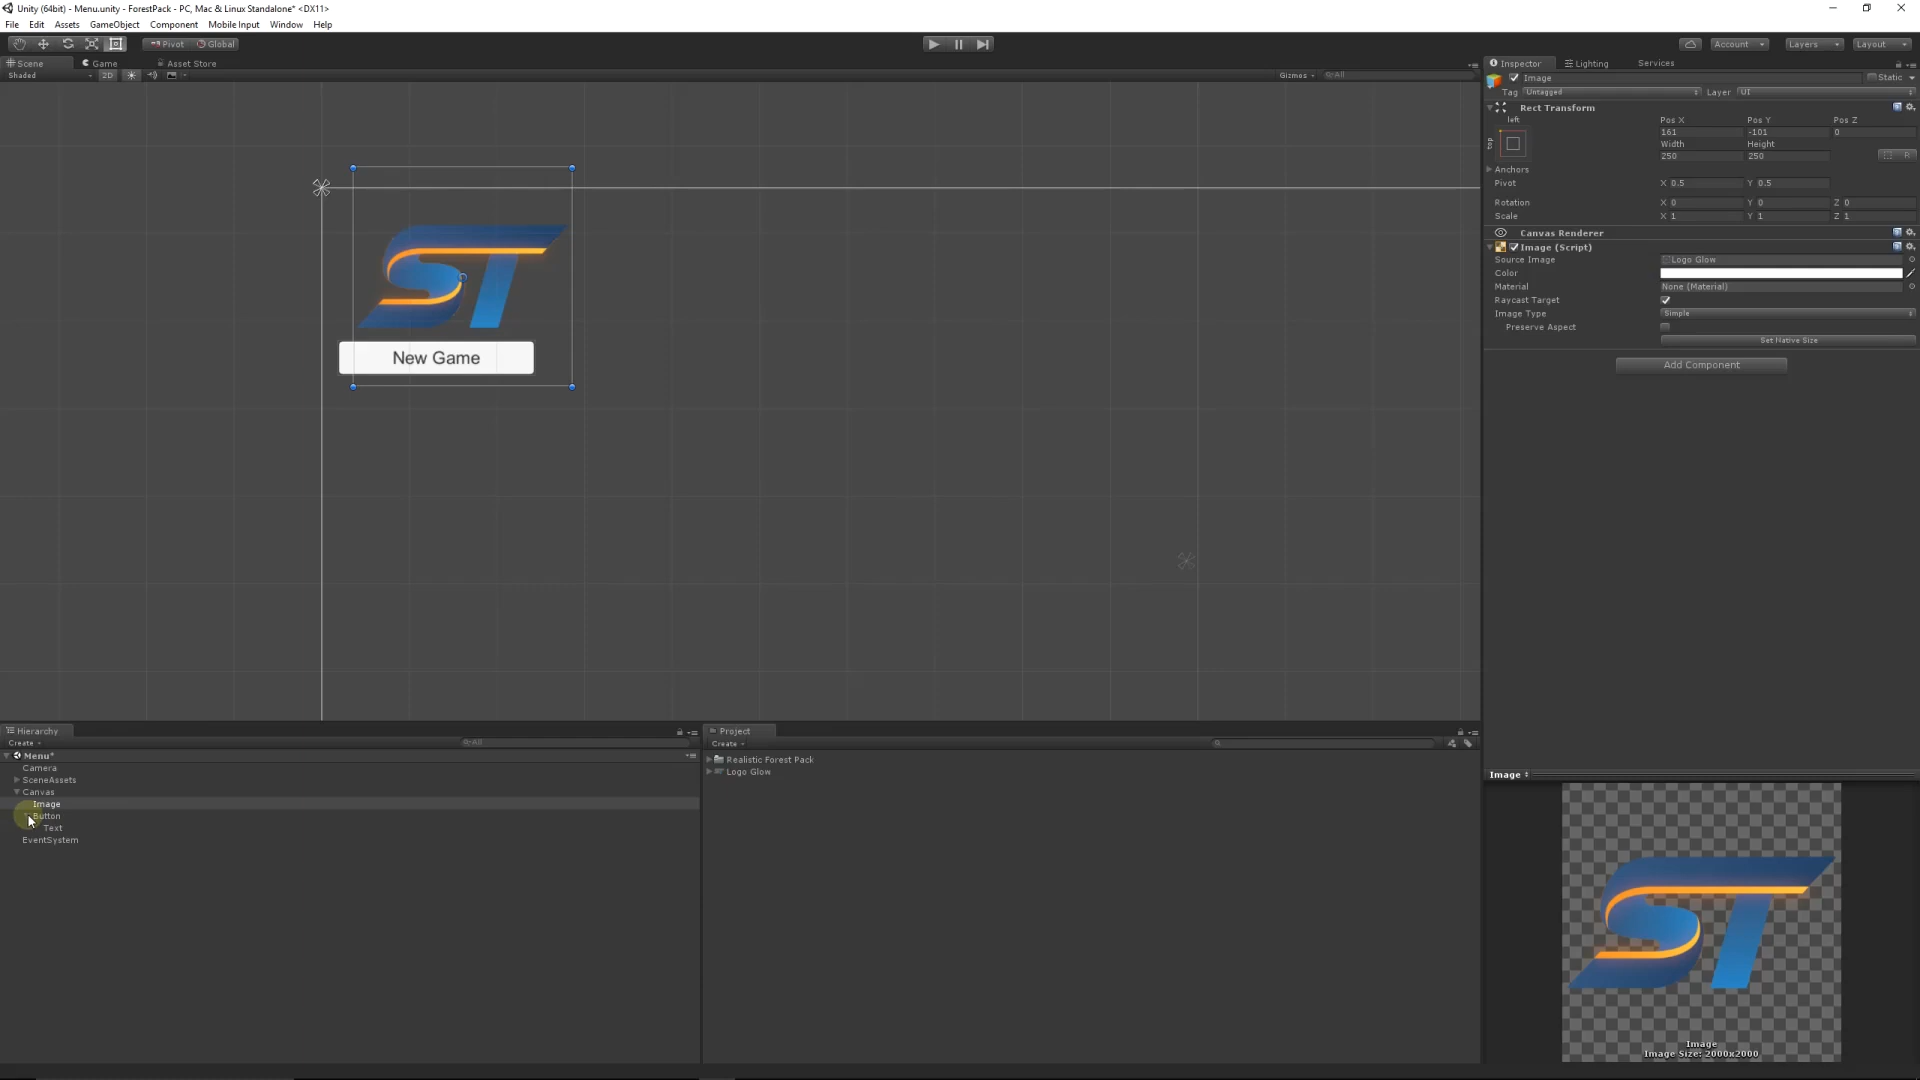 Unity (64bit) - Menu.unity - ForestPack - PC, Mac & Linux Standalone* <DX11>
File Edit Assets GameObject Component Mobile Input Window Help
Pivot Global Account Layers Layout
Scene Game Asset Store
Shaded 2D Gizmos All
ST
New Game
Inspector Lighting Services
Image Static
Tag Untagged Layer UI
Rect Transform
left Pos X Pos Y Pos Z
top 161 -101 0
Width Height
250 250 R
Anchors
Pivot X 0.5 Y 0.5
Rotation X 0 Y 0 Z 0
Scale X 1 Y 1 Z 1
Canvas Renderer
Image (Script)
Source Image Logo Glow
Color
Material None (Material)
Raycast Target
Image Type Simple
Preserve Aspect
Set Native Size
Add Component
Hierarchy
Create All
Menu*
Camera
SceneAssets
Canvas
Image
Button
Text
EventSystem
Project
Create
Realistic Forest Pack
Logo Glow
Image
ST
Image
Image Size: 2000x2000